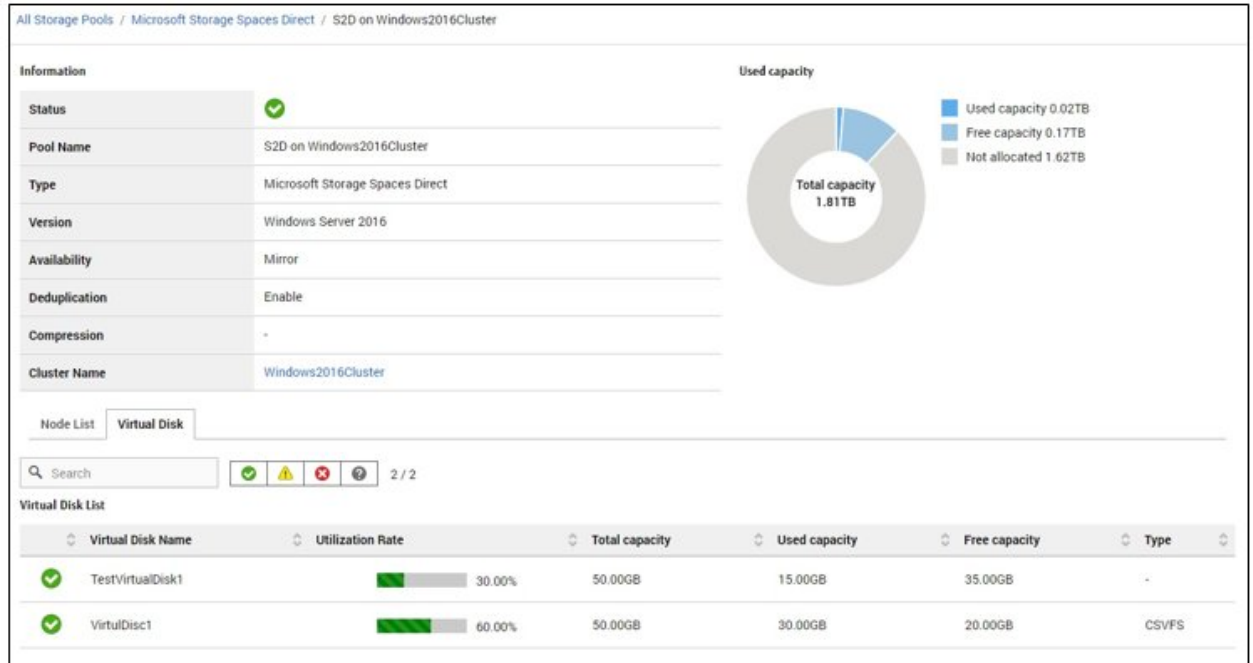 All Storage Pools / Microsoft Storage Spaces Direct / S2D on Windows2016Cluster
Information
Status
Pool Name S2D on Windows2016Cluster
Type Microsoft Storage Spaces Direct
Version Windows Server 2016
Availability Mirror
Deduplication Enable
Compression -
Cluster Name Windows2016Cluster
Used capacity
Total capacity
1.81TB
Used capacity 0.02TB
Free capacity 0.17TB
Not allocated 1.62TB
Node List Virtual Disk
Search 2 / 2
Virtual Disk List
Virtual Disk Name Utilization Rate Total capacity Used capacity Free capacity Type
TestVirtualDisk1 30.00% 50.00GB 15.00GB 35.00GB -
VirtulDisc1 60.00% 50.00GB 30.00GB 20.00GB CSVFS